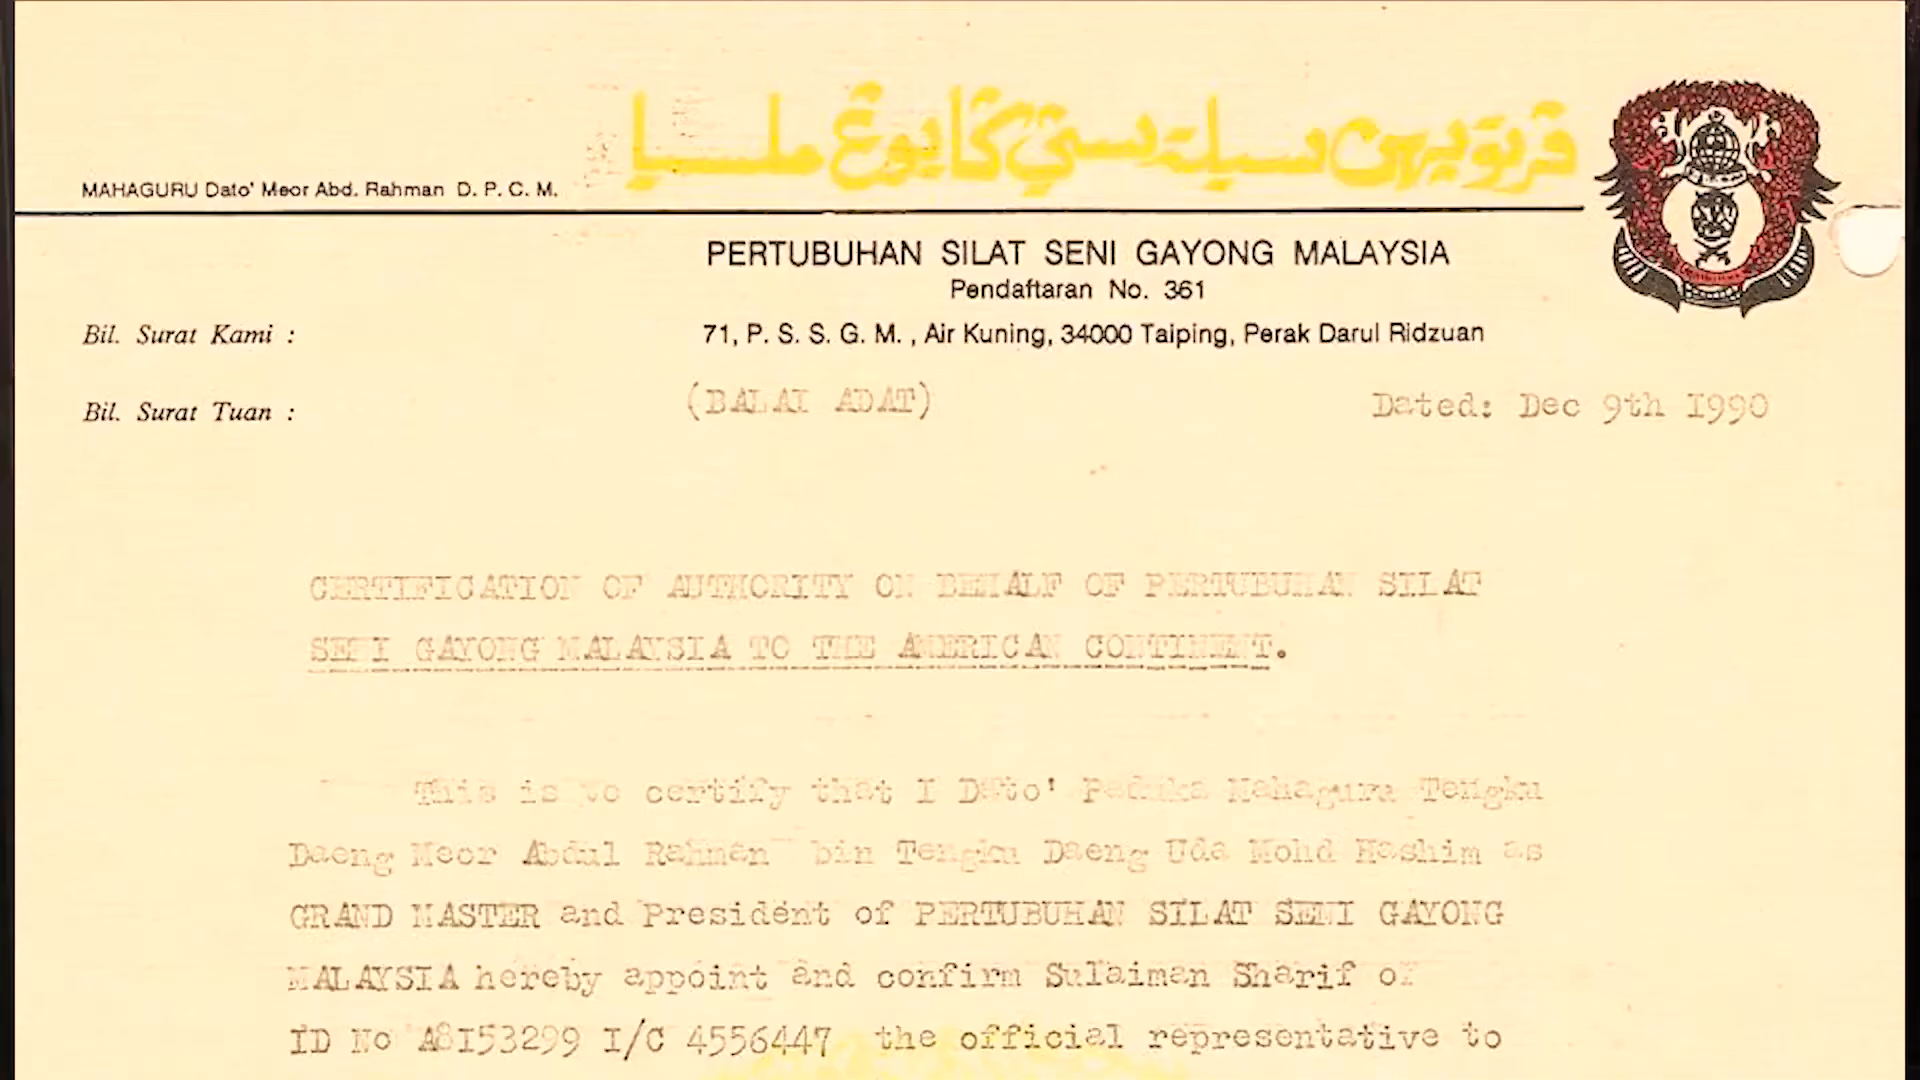 قرتوبوهن سيلت سني ݢايوڠ مليسيا
MAHAGURU Dato' Meor Abd. Rahman D. P. C. M.
PERTUBUHAN SILAT SENI GAYONG MALAYSIA
Pendaftaran No. 361
Bil. Surat Kami :
71, P. S. S. G. M. , Air Kuning, 34000 Taiping, Perak Darul Ridzuan
Bil. Surat Tuan :
(BALAI ADAT)
Dated: Dec 9th 1990
CERTIFICATION OF AUTHORITY ON BEHALF OF PERTUBUHAN SILAT
SENI GAYONG MALAYSIA TO THE AMERICAN CONTINENT.
This is to certify that I Dato' Paduka Mahaguru Tengku
Daeng Meor Abdul Rahman bin Tengku Daeng Uda Mohd Hashim as
GRAND MASTER and President of PERTUBUHAN SILAT SENI GAYONG
MALAYSIA hereby appoint and confirm Sulaiman Sharif of
ID No A8153299 I/C 4556447 the official representative to